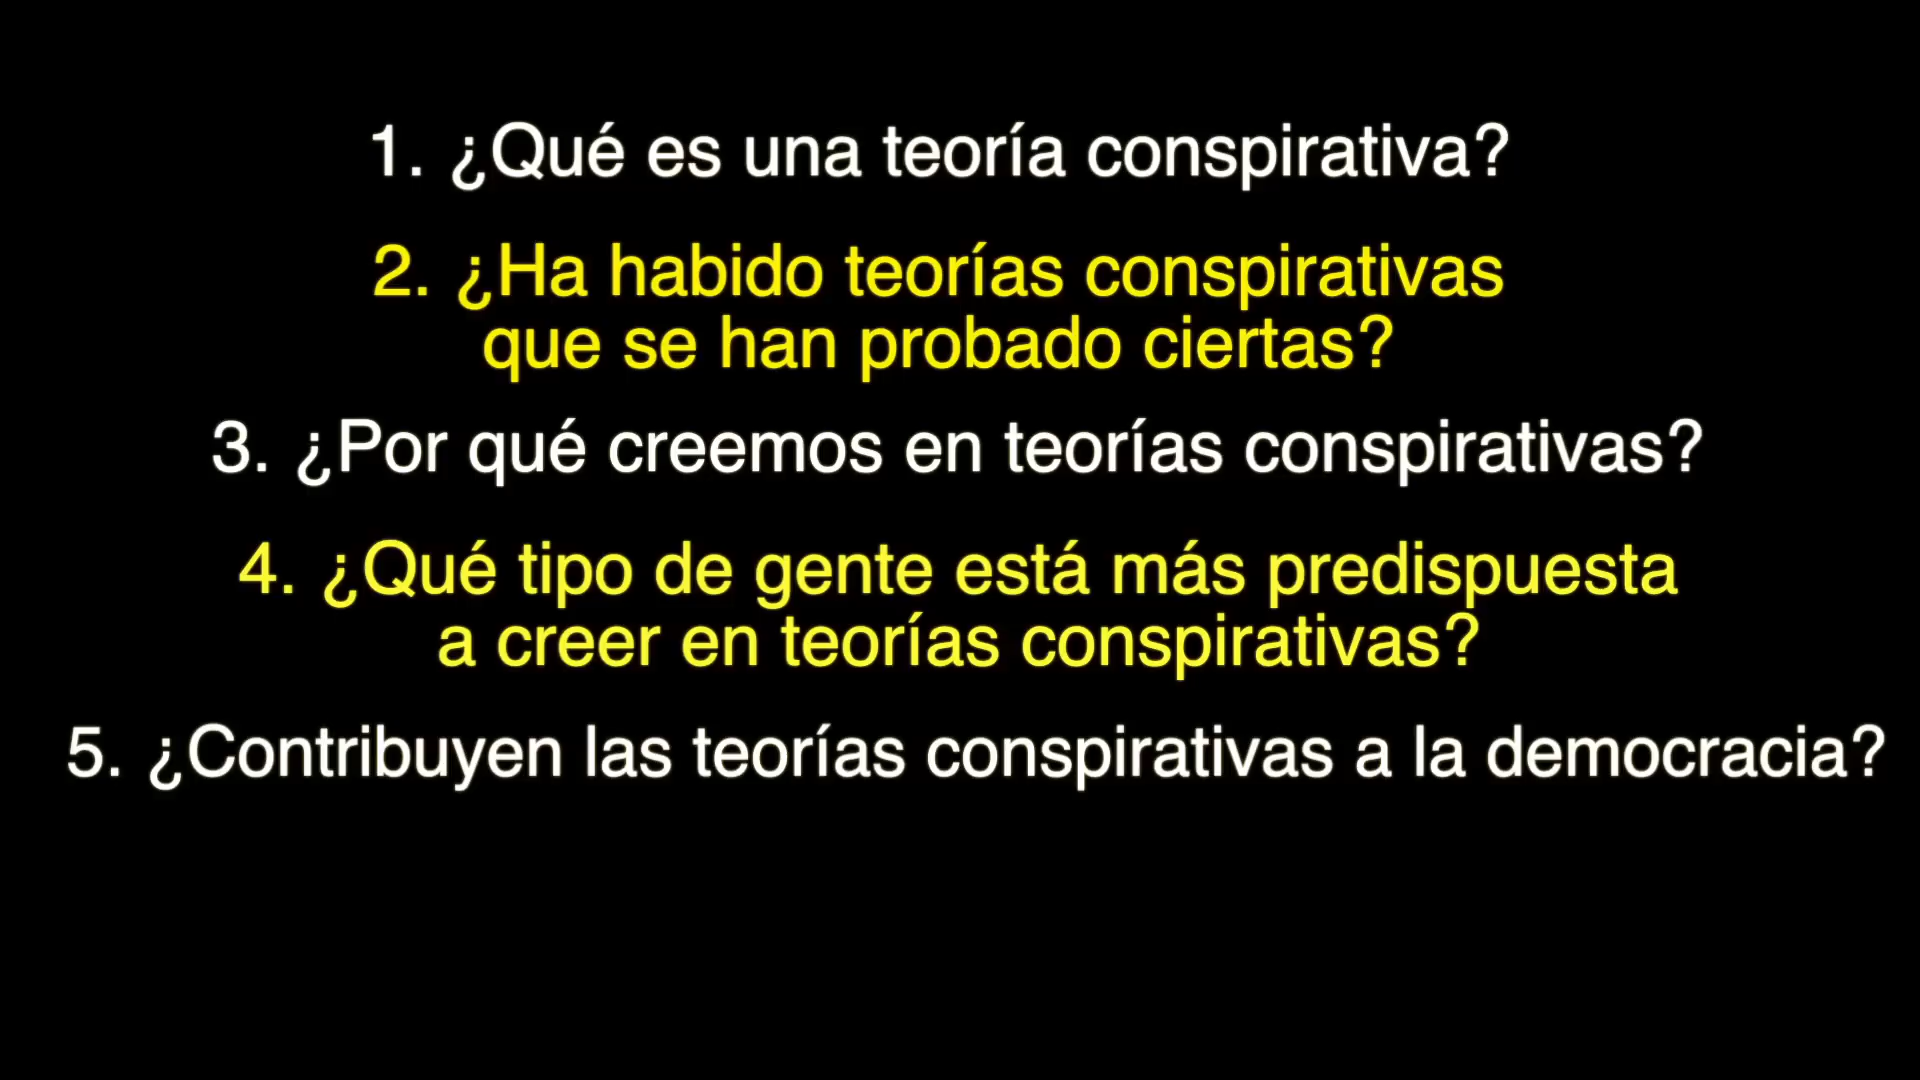 1. ¿Qué es una teoría conspirativa?
2. ¿Ha habido teorías conspirativas
que se han probado ciertas?
3. ¿Por qué creemos en teorías conspirativas?
4. ¿Qué tipo de gente está más predispuesta
a creer en teorías conspirativas?
5. ¿Contribuyen las teorías conspirativas a la democracia?